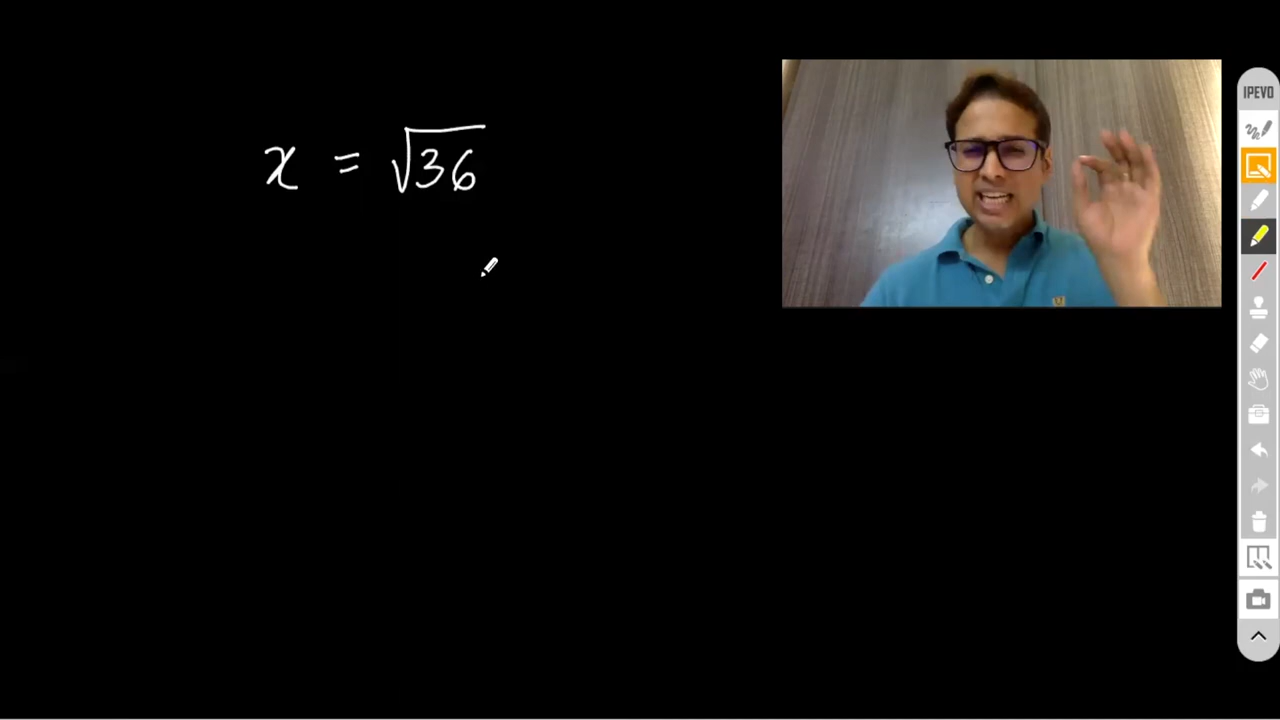 x = √36
IPEVO